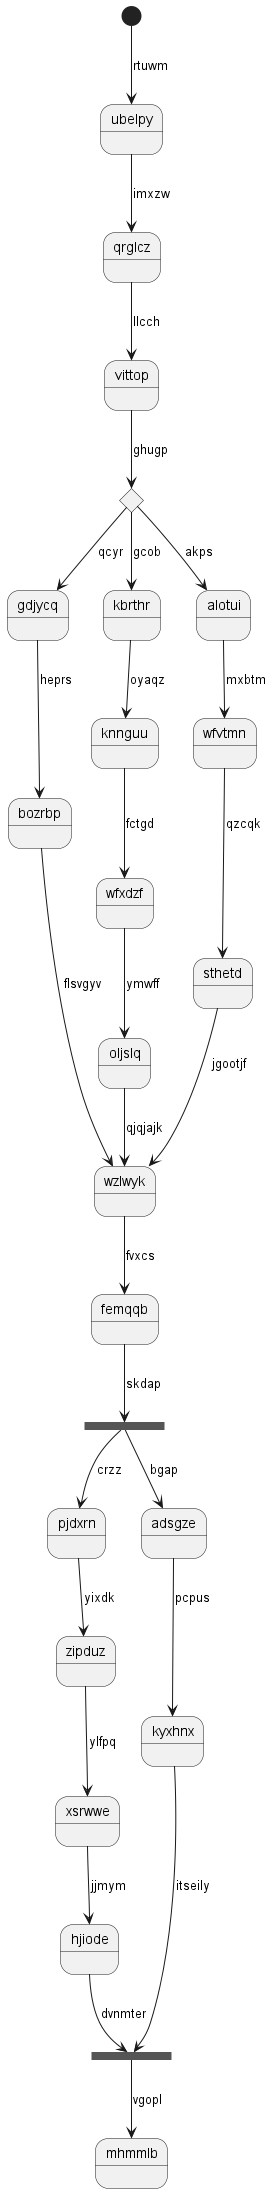 rtuwm
ubelpy
imxzw
qrglcz
llcch
vittop
ghugp
qcyr gcob akps
gdjycq kbrthr alotui
heprs oyaqz mxbtm
knnguu wfvtmn
bozrbp fctgd qzcqk
wfxdzf
sthetd
flsvgyv ymwff
oljslq
jgootjf
qjqjajk
wzlwyk
fvxcs
femqqb
skdap
crzz bgap
pjdxrn adsgze
yixdk pcpus
zipduz
kyxhnx
ylfpq
xsrwwe
jjmym itseily
hjiode
dvnmter
vgopl
mhmmlb